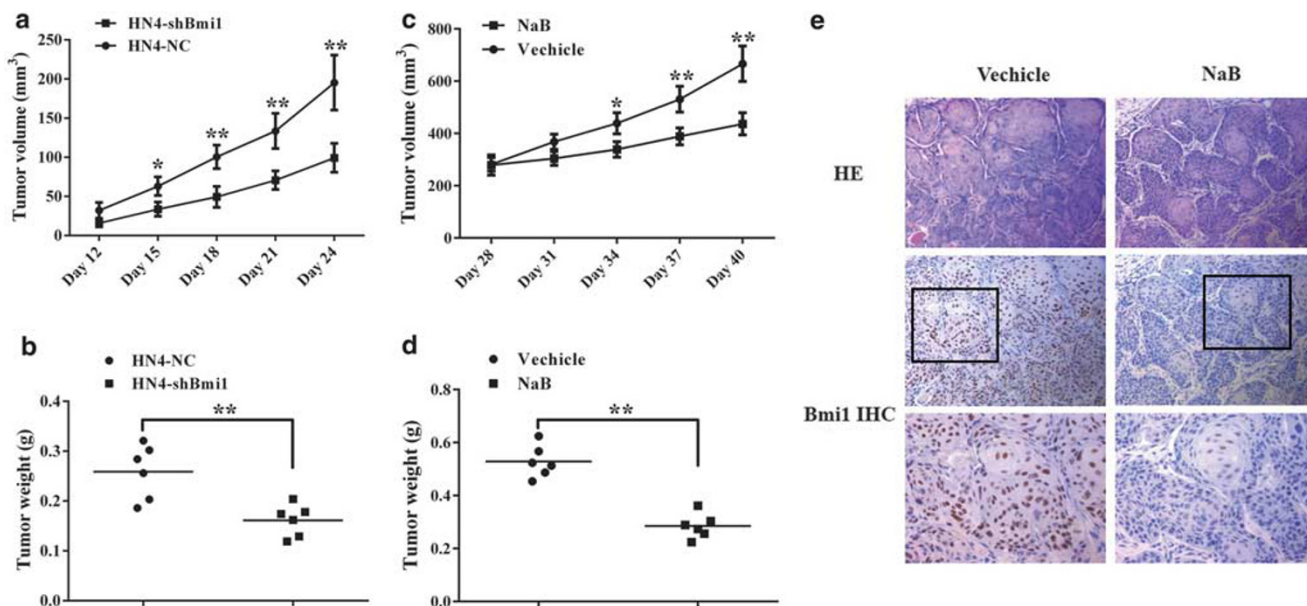 a
HN4-shBmi1
HN4-NC
Tumor volume (mm³)
250
200
150
100
50
0
*
**
**
**
Day 12
Day 15
Day 18
Day 21
Day 24
b
HN4-NC
HN4-shBmi1
Tumor weight (g)
0.4
0.3
0.2
0.1
0.0
**
c
NaB
Vechicle
Tumor volume (mm³)
800
600
400
200
0
*
**
**
Day 28
Day 31
Day 34
Day 37
Day 40
d
Vechicle
NaB
Tumor weight (g)
0.8
0.6
0.4
0.2
0.0
**
e
Vechicle NaB
HE
Bmi1 IHC